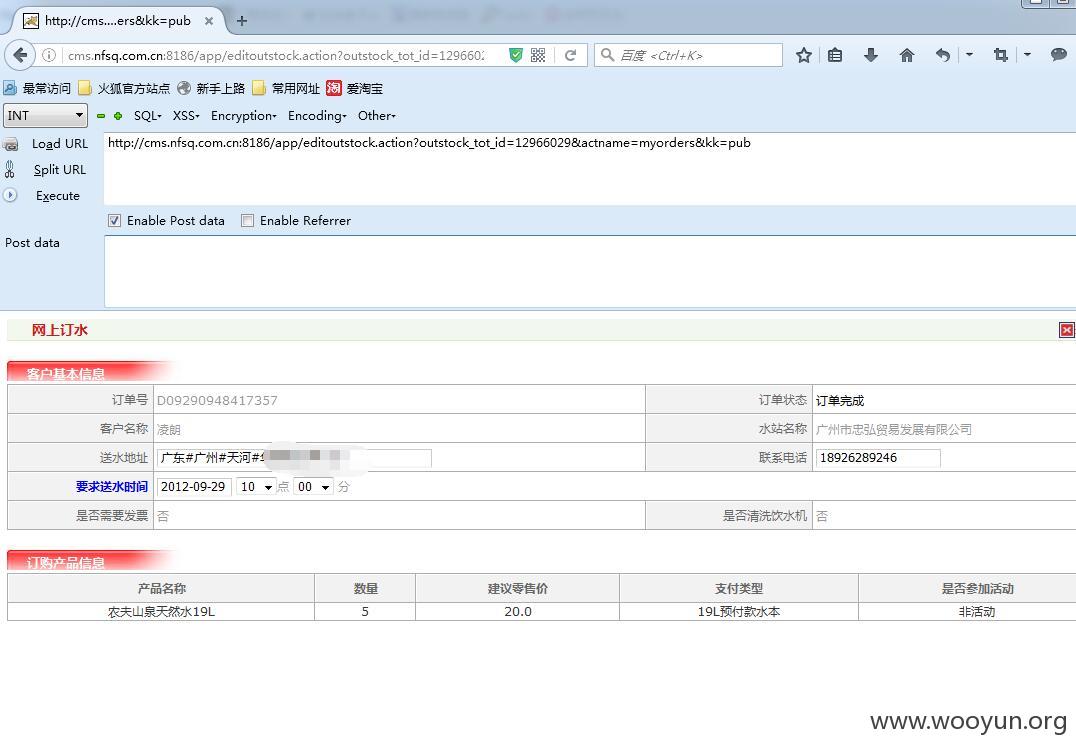 http://cms....ers&kk=pub
cms.nfsq.com.cn:8186/app/editoutstock.action?outstock_tot_id=129660
百度 <Ctrl+K>
最常访问 火狐官方站点 新手上路 常用网址 淘 爱淘宝
INT SQL XSS Encryption Encoding Other
Load URL http://cms.nfsq.com.cn:8186/app/editoutstock.action?outstock_tot_id=12966029&actname=myorders&kk=pub
Split URL
Execute
Enable Post data Enable Referrer
Post data
网上订水
客户基本信息
订单号 D09290948417357 订单状态 订单完成
客户名称 凌朗 水站名称 广州市忠弘贸易发展有限公司
送水地址 广东#广州#天河# 联系电话 18926289246
要求送水时间 2012-09-29 10 点 00 分
是否需要发票 否 是否清洗饮水机 否
订购产品信息
产品名称 数量 建议零售价 支付类型 是否参加活动
农夫山泉天然水19L 5 20.0 19L预付款水本 非活动
www.wooyun.org